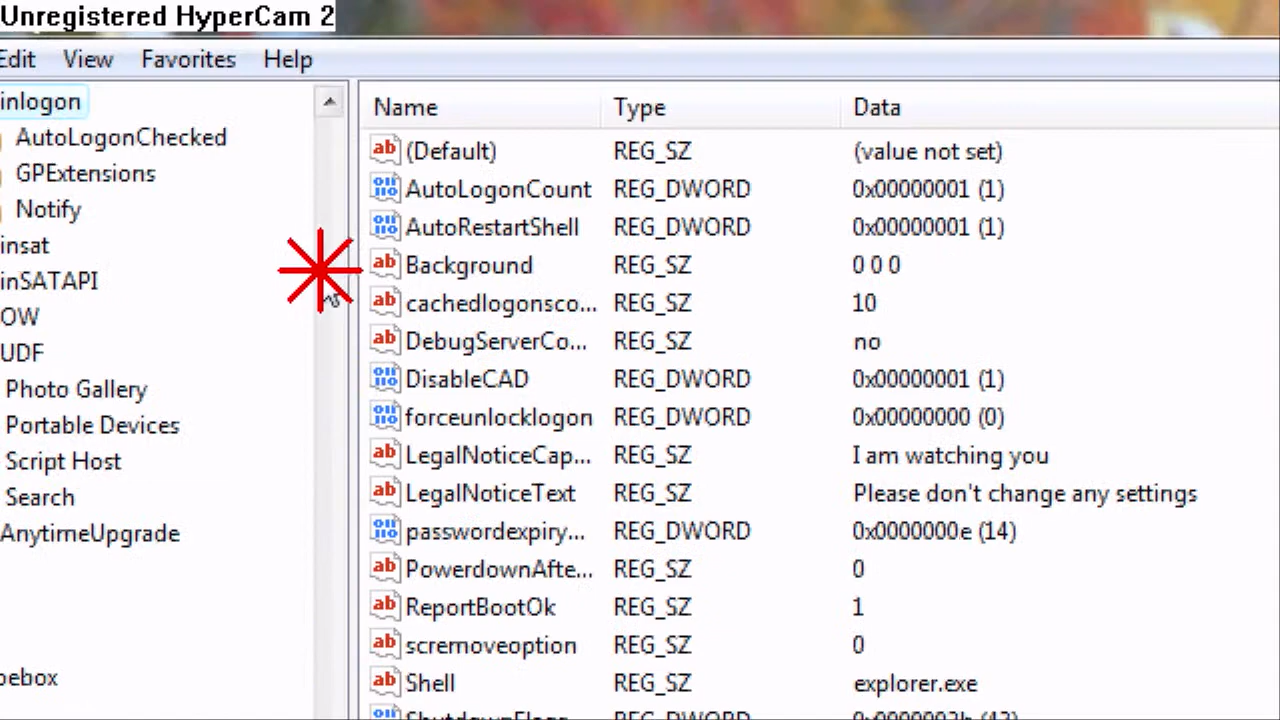 Unregistered HyperCam 2
Edit View Favorites Help
inlogon
AutoLogonChecked
GPExtensions
Notify
insat
inSATAPI
OW
UDF
Photo Gallery
Portable Devices
Script Host
Search
AnytimeUpgrade
oebox
Name Type Data
(Default) REG_SZ (value not set)
AutoLogonCount REG_DWORD 0x00000001 (1)
AutoRestartShell REG_DWORD 0x00000001 (1)
Background REG_SZ 0 0 0
cachedlogonsco... REG_SZ 10
DebugServerCo... REG_SZ no
DisableCAD REG_DWORD 0x00000001 (1)
forceunlocklogon REG_DWORD 0x00000000 (0)
LegalNoticeCap... REG_SZ I am watching you
LegalNoticeText REG_SZ Please don't change any settings
passwordexpiry... REG_DWORD 0x0000000e (14)
PowerdownAfte... REG_SZ 0
ReportBootOk REG_SZ 1
scremoveoption REG_SZ 0
Shell REG_SZ explorer.exe